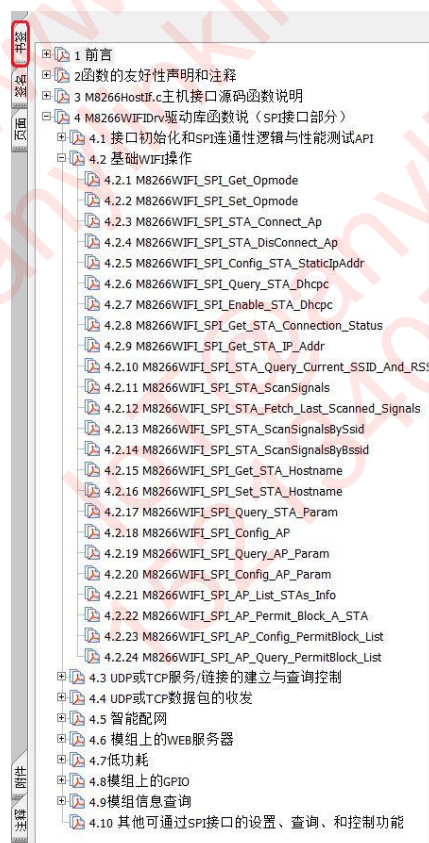 书签
签名
页面
附件
注释
1 前言
2函数的友好性声明和注释
3 M8266HostIf.c主机接口源码函数说明
4 M8266WIFIDrv驱动库函数说（SPI接口部分）
4.1 接口初始化和SPI连通性逻辑与性能测试API
4.2 基础WIFI操作
4.2.1 M8266WIFI_SPI_Get_Opmode
4.2.2 M8266WIFI_SPI_Set_Opmode
4.2.3 M8266WIFI_SPI_STA_Connect_Ap
4.2.4 M8266WIFI_SPI_STA_DisConnect_Ap
4.2.5 M8266WIFI_SPI_Config_STA_StaticIpAddr
4.2.6 M8266WIFI_SPI_Query_STA_Dhcpc
4.2.7 M8266WIFI_SPI_Enable_STA_Dhcpc
4.2.8 M8266WIFI_SPI_Get_STA_Connection_Status
4.2.9 M8266WIFI_SPI_Get_STA_IP_Addr
4.2.10 M8266WIFI_SPI_STA_Query_Current_SSID_And_RSS
4.2.11 M8266WIFI_SPI_STA_ScanSignals
4.2.12 M8266WIFI_SPI_STA_Fetch_Last_Scanned_Signals
4.2.13 M8266WIFI_SPI_STA_ScanSignalsBySsid
4.2.14 M8266WIFI_SPI_STA_ScanSignalsByBssid
4.2.15 M8266WIFI_SPI_Get_STA_Hostname
4.2.16 M8266WIFI_SPI_Set_STA_Hostname
4.2.17 M8266WIFI_SPI_Query_STA_Param
4.2.18 M8266WIFI_SPI_Config_AP
4.2.19 M8266WIFI_SPI_Query_AP_Param
4.2.20 M8266WIFI_SPI_Config_AP_Param
4.2.21 M8266WIFI_SPI_AP_List_STAs_Info
4.2.22 M8266WIFI_SPI_AP_Permit_Block_A_STA
4.2.23 M8266WIFI_SPI_AP_Config_PermitBlock_List
4.2.24 M8266WIFI_SPI_AP_Query_PermitBlock_List
4.3 UDP或TCP服务/链接的建立与查询控制
4.4 UDP或TCP数据包的收发
4.5 智能配网
4.6 模组上的WEB服务器
4.7低功耗
4.8模组上的GPIO
4.9模组信息查询
4.10 其他可通过SPI接口的设置、查询、和控制功能